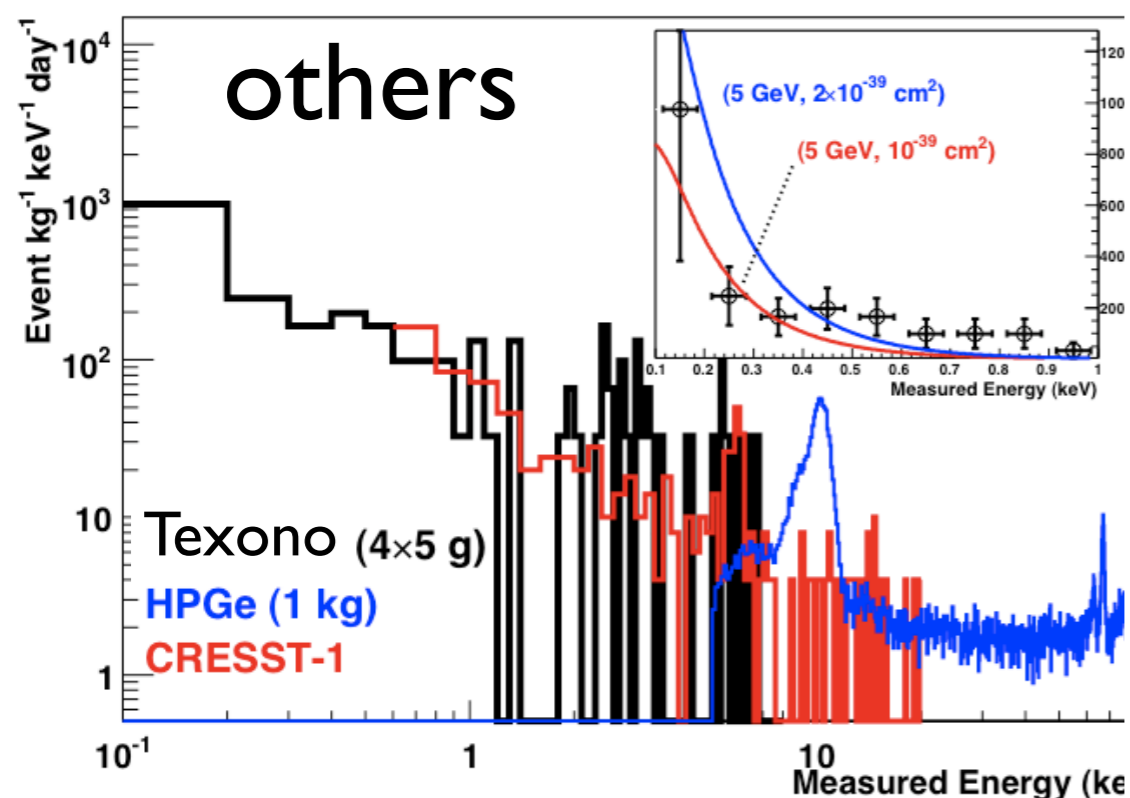 others
Event kg⁻¹ keV⁻¹ day⁻¹
10⁴
10³
10²
10
1
Texono (4×5 g)
HPGe (1 kg)
CRESST-1
10⁻¹
1
10
Measured Energy (ke
(5 GeV, 2×10⁻³⁹ cm²)
(5 GeV, 10⁻³⁹ cm²)
120
100
800
600
400
200
0.1 0.2 0.3 0.4 0.5 0.6 0.7 0.8 0.9 1
Measured Energy (keV)